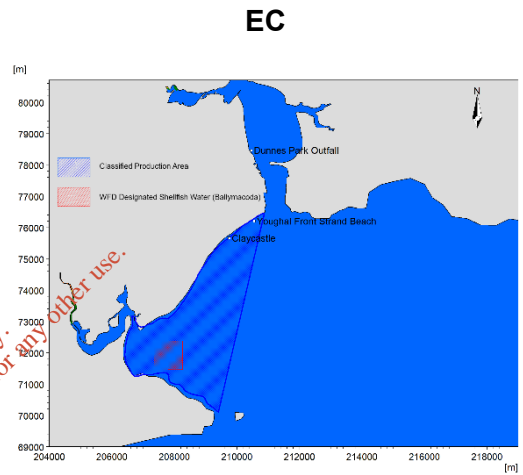 EC
[m]
80000
79000
78000
77000
76000
75000
74000
73000
72000
71000
70000
69000
N
Dunnes Park Outfall
Classified Production Area
WFD Designated Shellfish Water (Ballymacoda)
Youghal Front Strand Beach
Claycastle
y.
or any other use.
204000 206000 208000 210000 212000 214000 216000 218000
[m]